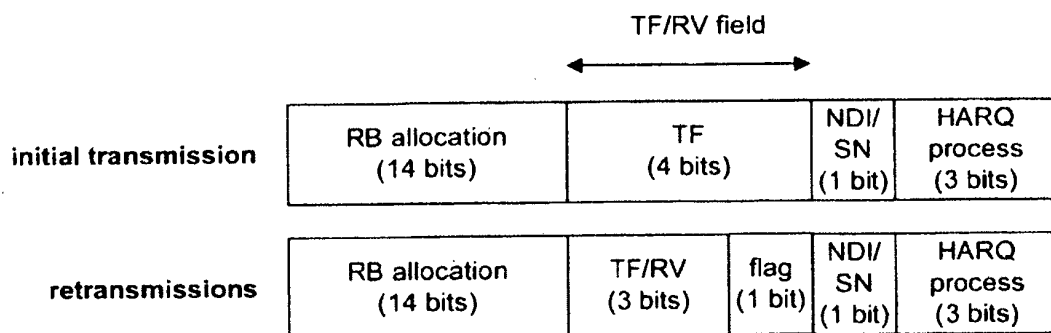 TF/RV field
initial transmission
RB allocation
(14 bits)
TF
(4 bits)
NDI/
SN
(1 bit)
HARQ
process
(3 bits)
retransmissions
RB allocation
(14 bits)
TF/RV
(3 bits)
flag
(1 bit)
NDI/
SN
(1 bit)
HARQ
process
(3 bits)